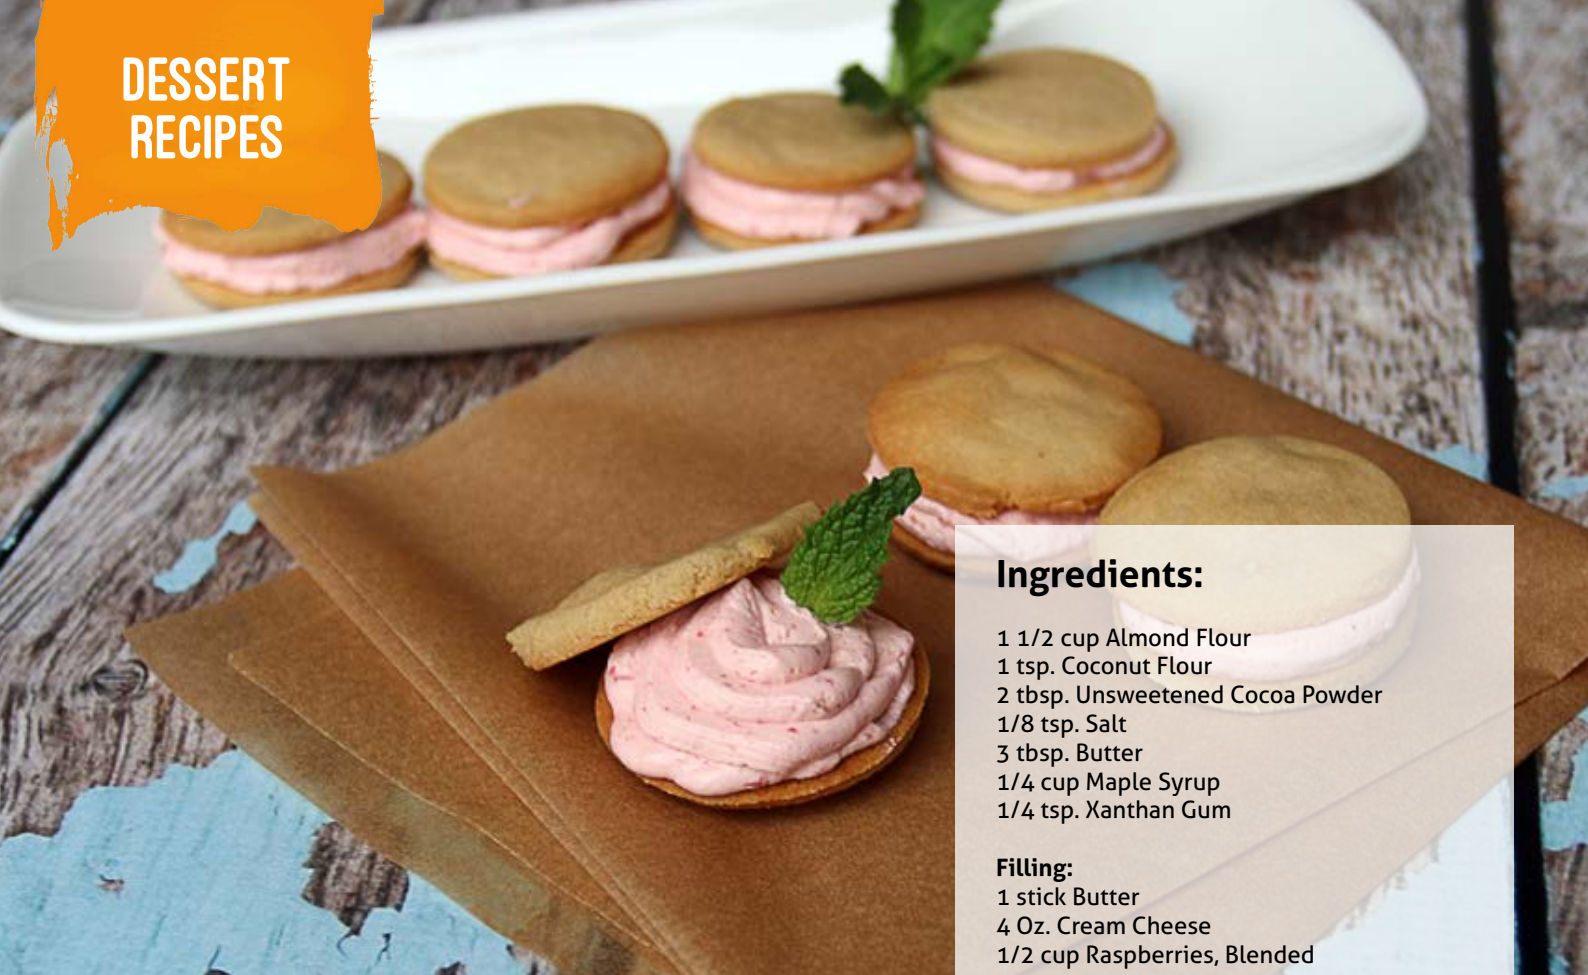 DESSERT
RECIPES
Ingredients:
1 1/2 cup Almond Flour
1 tsp. Coconut Flour
2 tbsp. Unsweetened Cocoa Powder
1/8 tsp. Salt
3 tbsp. Butter
1/4 cup Maple Syrup
1/4 tsp. Xanthan Gum
Filling:
1 stick Butter
4 Oz. Cream Cheese
1/2 cup Raspberries, Blended